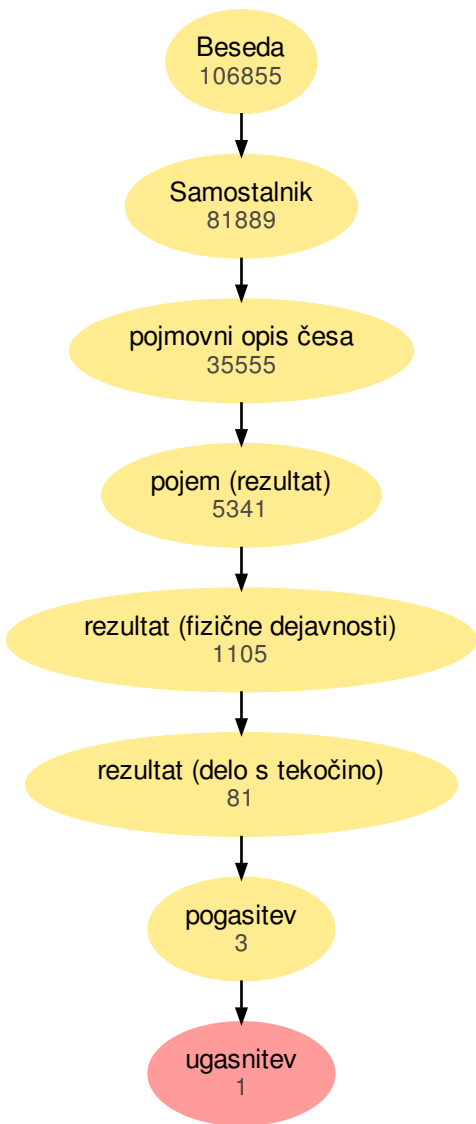 Beseda
106855
Samostalnik
81889
pojmovni opis česa
35555
pojem (rezultat)
5341
rezultat (fizične dejavnosti)
1105
rezultat (delo s tekočino)
81
pogasitev
3
ugasnitev
1